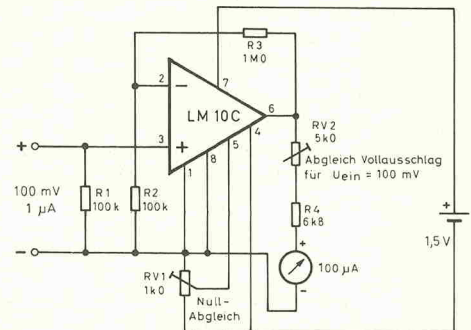 R3
1M0
7
2
−
6
LM 10C
RV2
5k0
+
3
+
5
4
1
8
Abgleich Vollausschlag
für Uein = 100 mV
100 mV
1 µA
R1
100k
R2
100k
R4
6k8
+
+
1,5 V
−
RV1
1k0
100 µA
−
Null-
Abgleich